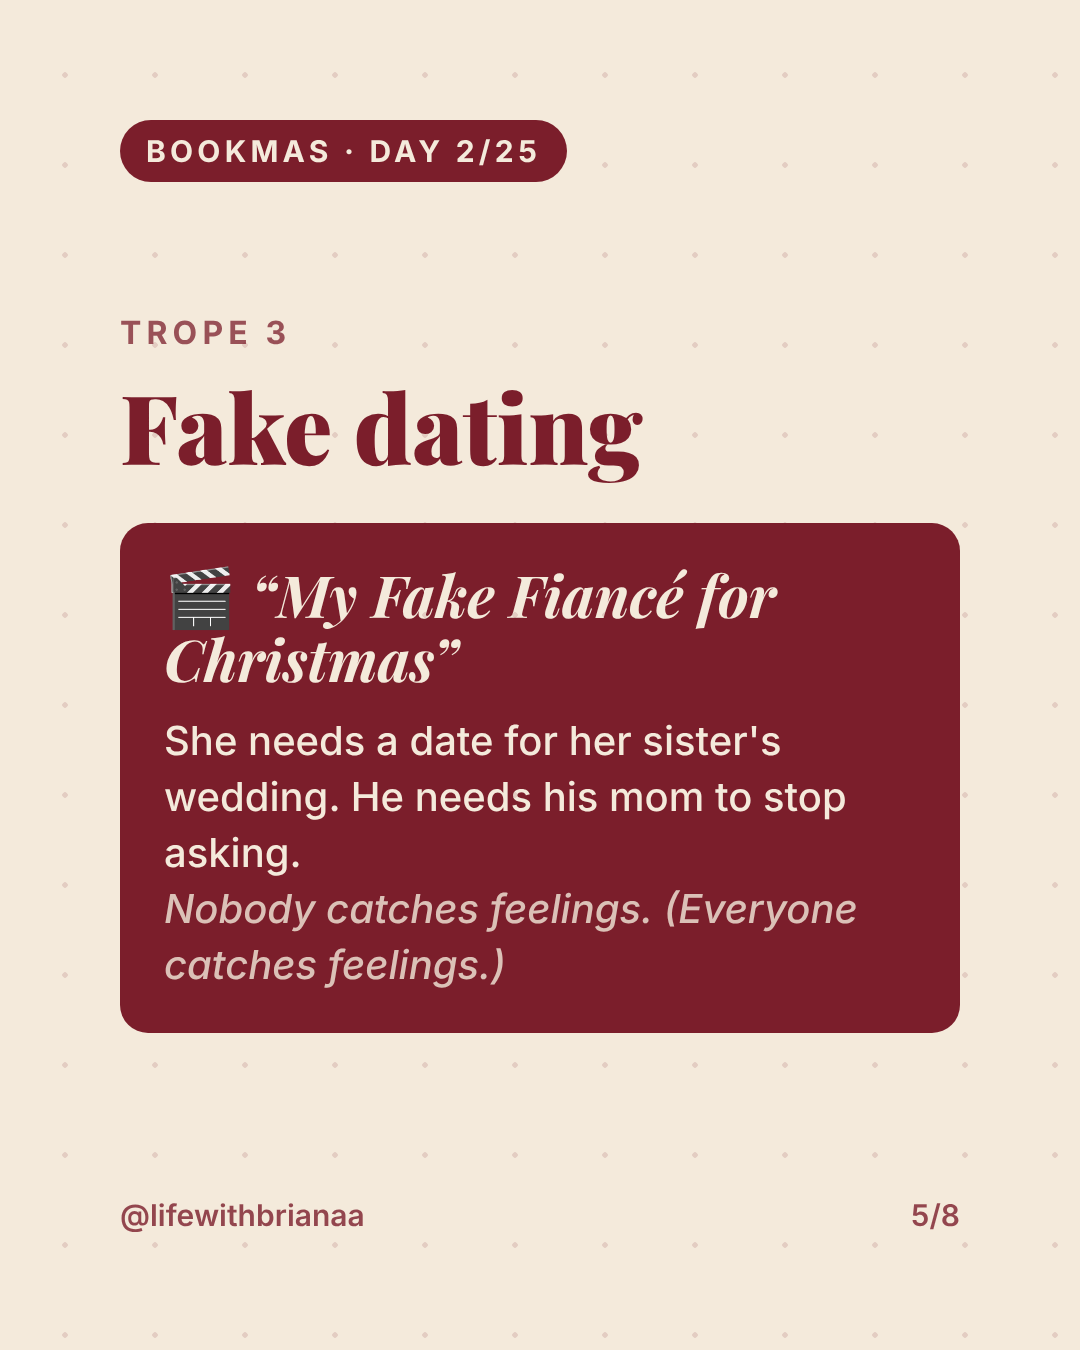 BOOKMAS · DAY 2/25
TROPE 3
Fake dating
🎬 “My Fake Fiancé for
Christmas”
She needs a date for her sister's
wedding. He needs his mom to stop
asking.
Nobody catches feelings. (Everyone
catches feelings.)
@lifewithbrianaa
5/8